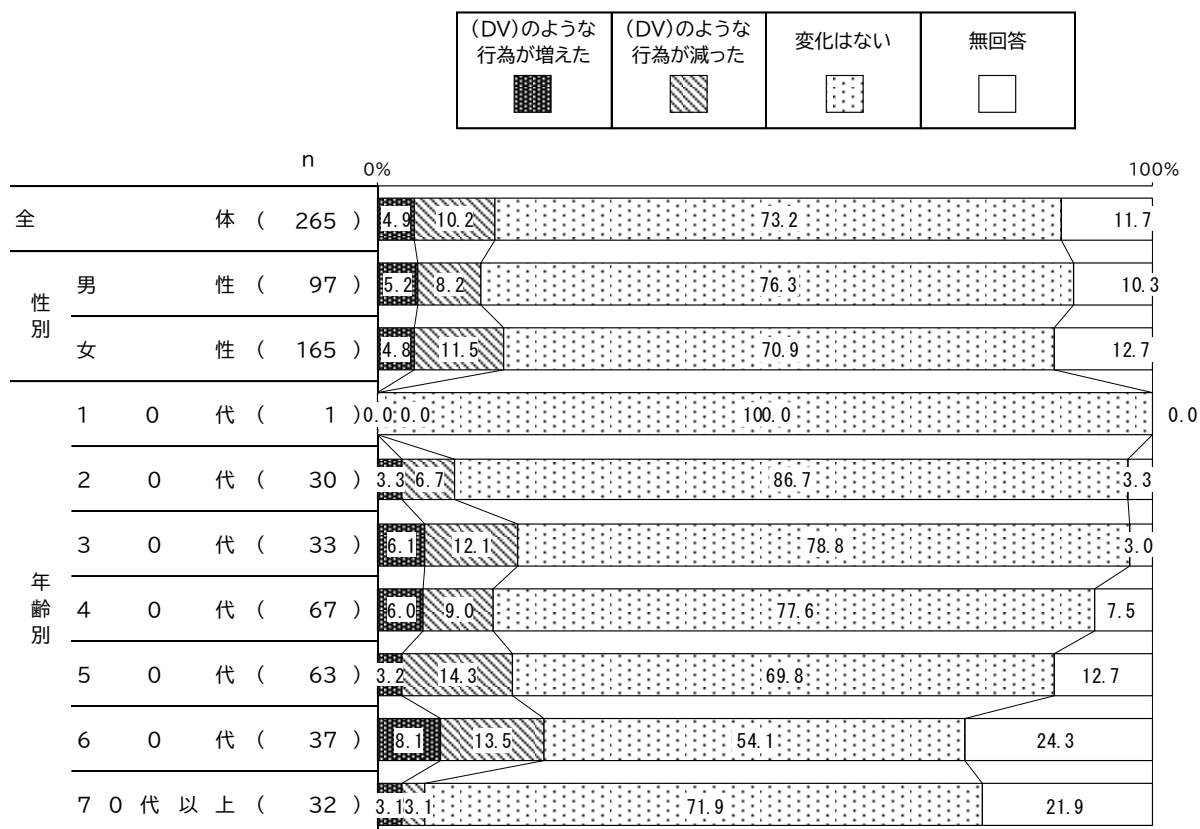 (DV)のような行為が増えた
(DV)のような行為が減った
変化はない
無回答
n
0%
100%
全体(265) 4.9 10.2 73.2 11.7
性別
男性(97) 5.2 8.2 76.3 10.3
女性(165) 4.8 11.5 70.9 12.7
年齢別
10代(1) 0.0 0.0 100.0 0.0
20代(30) 3.3 6.7 86.7 3.3
30代(33) 6.1 12.1 78.8 3.0
40代(67) 6.0 9.0 77.6 7.5
50代(63) 3.2 14.3 69.8 12.7
60代(37) 8.1 13.5 54.1 24.3
70代以上(32) 3.1 3.1 71.9 21.9